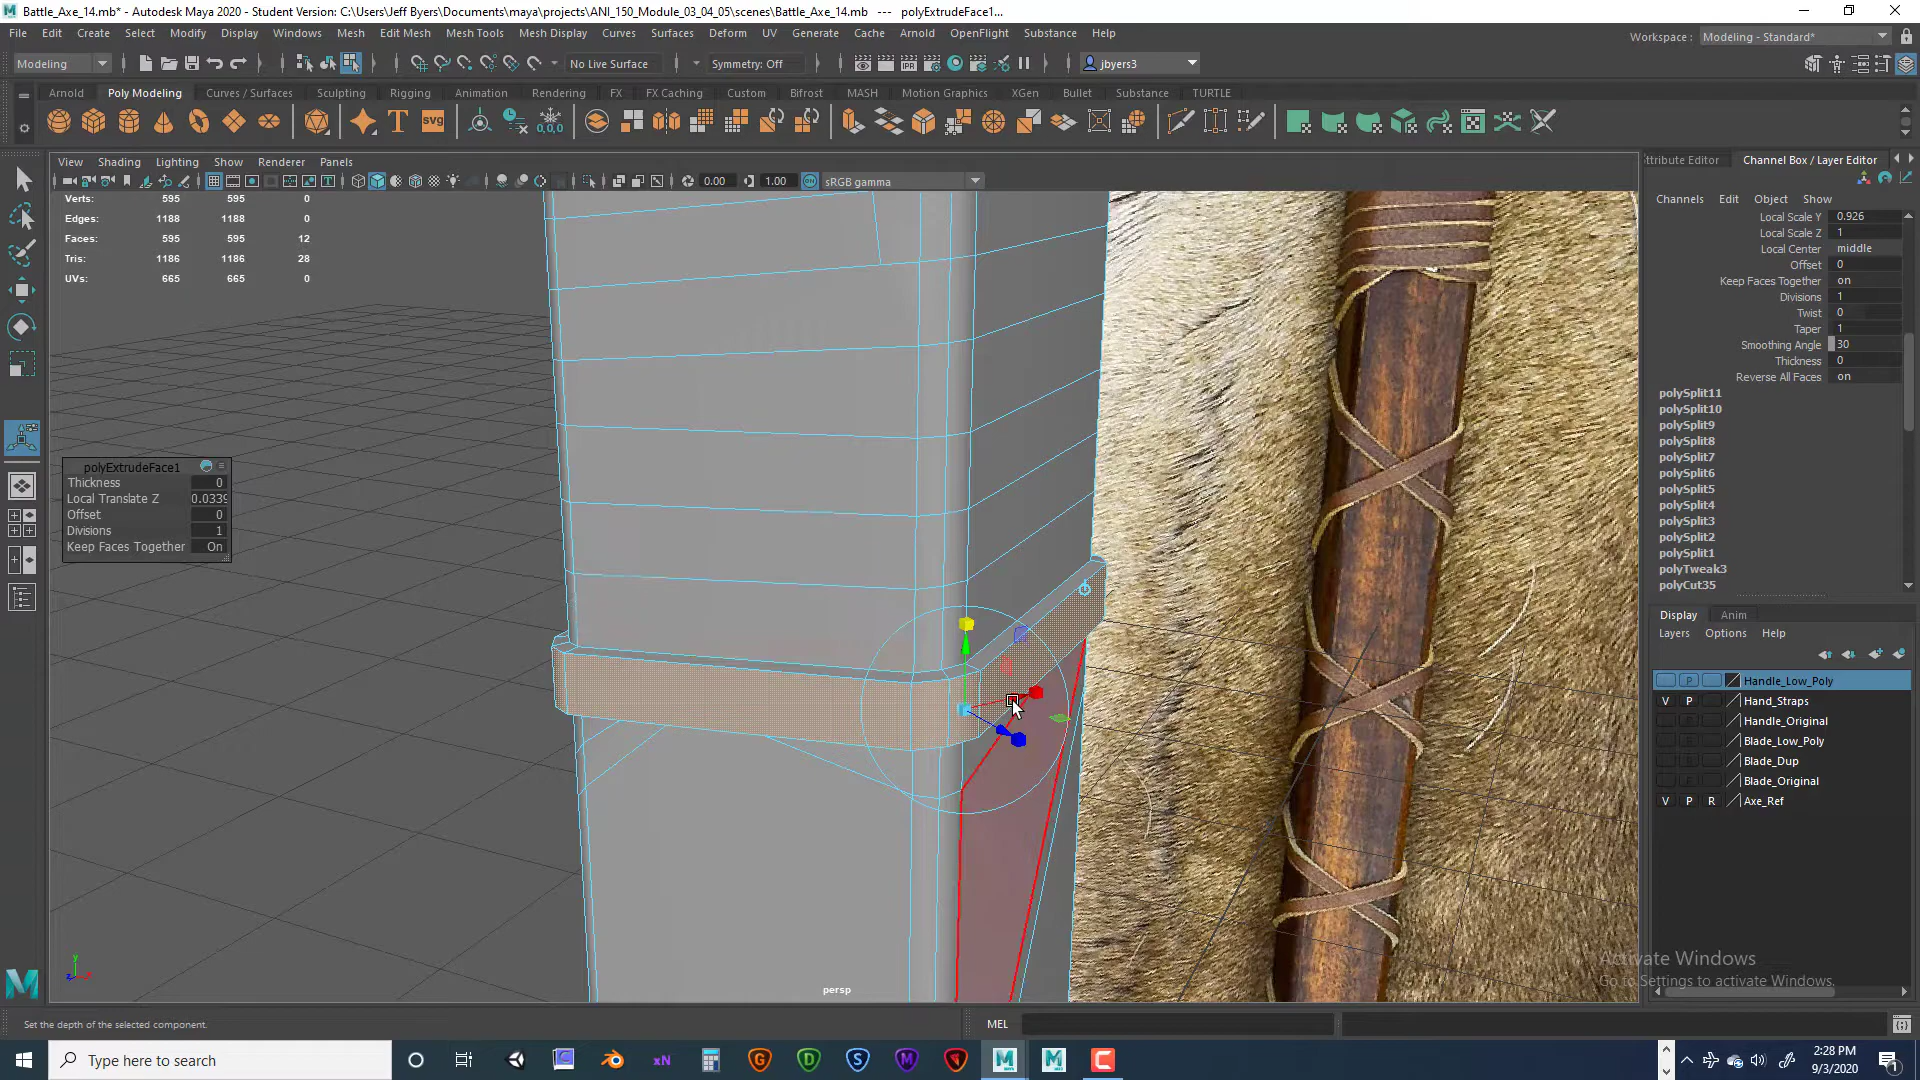 Battle_Axe_14.mb* - Autodesk Maya 2020 - Student Version: C:\Users\Jeff Byers\Documents\maya\projects\ANI_150_Module_03_04_05\scenes\Battle_Axe_14.mb --- polyExtrudeFace1...
File Edit Create Select Modify Display Windows Mesh Edit Mesh Mesh Tools Mesh Display Curves Surfaces Deform UV Generate Cache Arnold OpenFlight Substance Help
Workspace : Modeling - Standard*
Modeling No Live Surface Symmetry: Off jbyers3
Arnold Poly Modeling Curves / Surfaces Sculpting Rigging Animation Rendering FX FX Caching Custom Bifrost MASH Motion Graphics XGen Bullet Substance TURTLE
View Shading Lighting Show Renderer Panels
0.00 1.00 sRGB gamma
Verts: 595 595 0
Edges: 1188 1188 0
Faces: 595 595 12
Tris: 1186 1186 28
UVs: 665 665 0
polyExtrudeFace1
Thickness 0
Local Translate Z 0.0339
Offset 0
Divisions 1
Keep Faces Together On
persp
ttribute Editor Channel Box / Layer Editor
Channels Edit Object Show
Local Scale Y 0.926
Local Scale Z 1
Local Center middle
Offset 0
Keep Faces Together on
Divisions 1
Twist 0
Taper 1
Smoothing Angle 30
Thickness 0
Reverse All Faces on
polySplit11
polySplit10
polySplit9
polySplit8
polySplit7
polySplit6
polySplit5
polySplit4
polySplit3
polySplit2
polySplit1
polyTweak3
polyCut35
Display Anim
Layers Options Help
P Handle_Low_Poly
V P Hand_Straps
Handle_Original
Blade_Low_Poly
Blade_Dup
Blade_Original
V P R Axe_Ref
Activate Windows
Go to Settings to activate Windows.
Set the depth of the selected component.
MEL
Type here to search
2:28 PM
9/3/2020